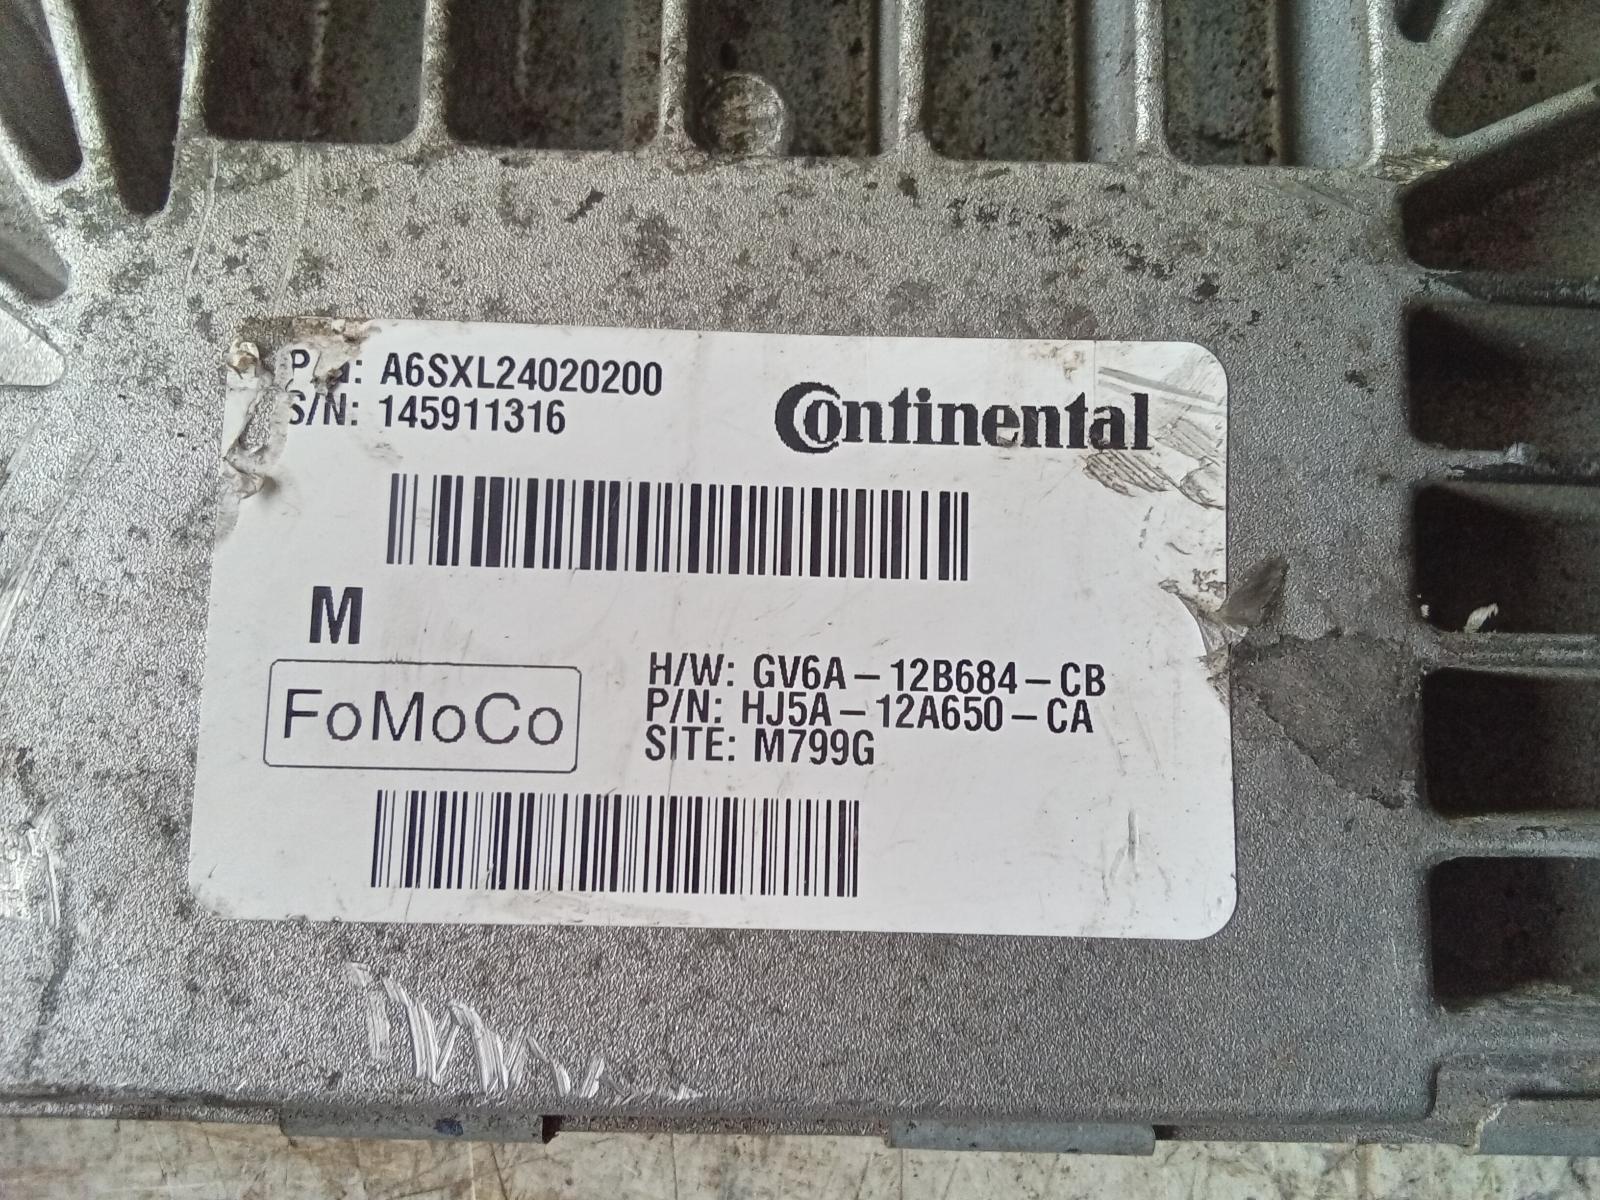 P/N: A6SXL24020200
S/N: 145911316
Continental
M
FoMoCo
H/W: GV6A-12B684-CB
P/N: HJ5A-12A650-CA
SITE: M799G